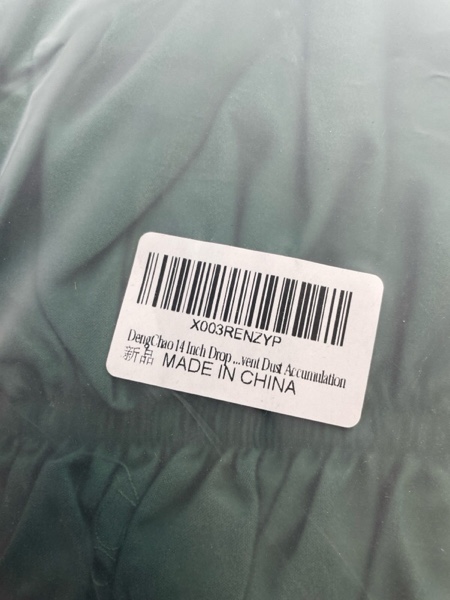 X003RENZYP
DengChao 14 Inch Drop ...vent Dust Accumulation
新品 MADE IN CHINA